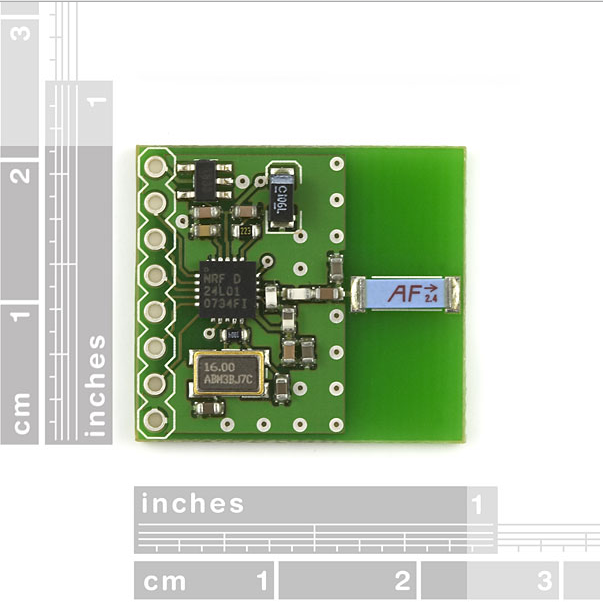 3
1
2
1
cm
inches
C106L
223
NRF D
24L01
0734FI
AF→
2.4
16.00
ABM3BJ7C
inches 1
cm 1 2 3